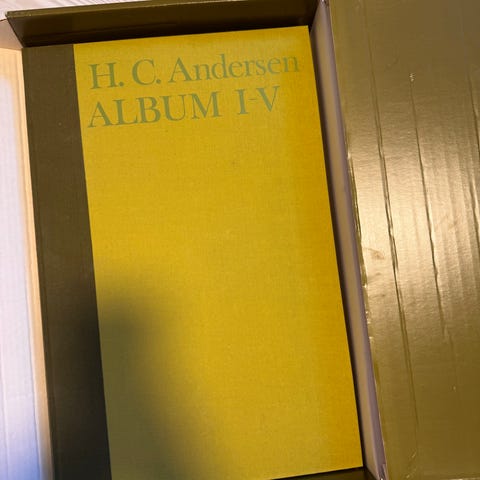 H. C. Andersen
ALBUM I-V